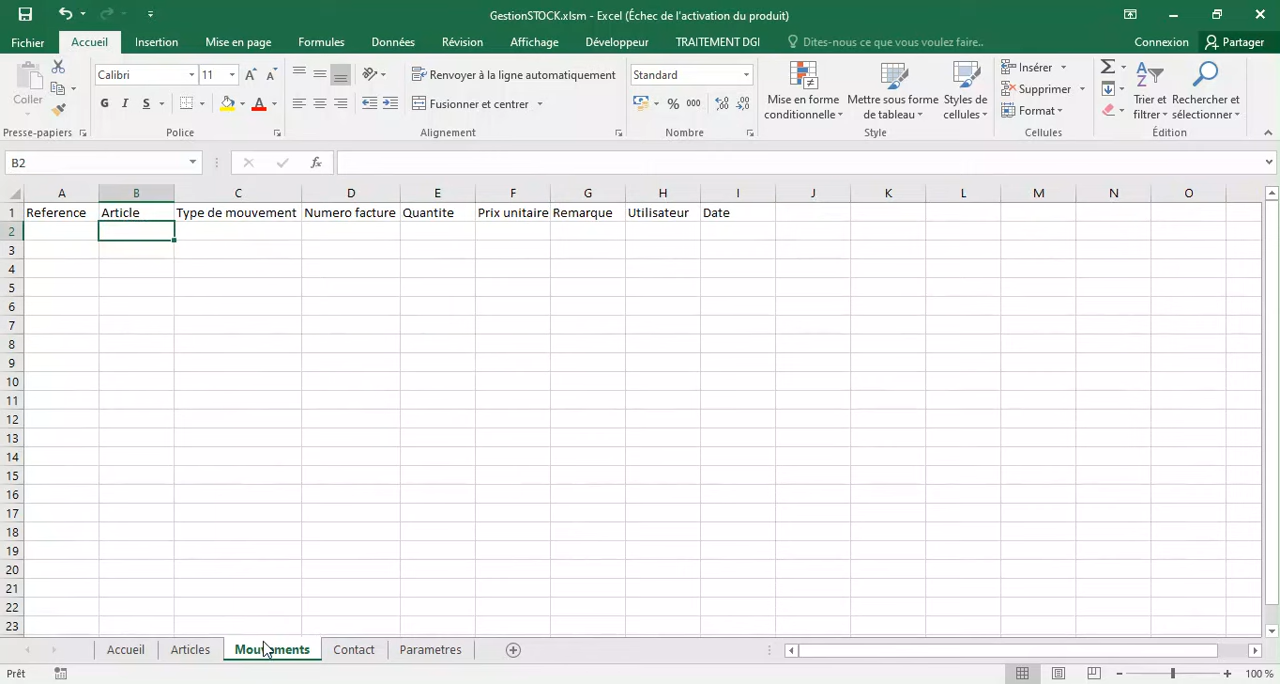 GestionSTOCK.xlsm - Excel (Échec de l'activation du produit)
Fichier Accueil Insertion Mise en page Formules Données Révision Affichage Développeur TRAITEMENT DGI Dites-nous ce que vous voulez faire.. Connexion Partager
Coller
Presse-papiers
Calibri 11
G I S A
Police
Renvoyer à la ligne automatiquement
Fusionner et centrer
Alignement
Standard
% 000
Nombre
Mise en forme conditionnelle
Mettre sous forme de tableau
Styles de cellules
Style
Insérer
Supprimer
Format
Cellules
Trier et filtrer
Rechercher et sélectionner
Édition
B2 fx
A B C D E F G H I J K L M N O
1 Reference Article Type de mouvement Numero facture Quantite Prix unitaire Remarque Utilisateur Date
2
3
4
5
6
7
8
9
10
11
12
13
14
15
16
17
18
19
20
21
22
23
Accueil Articles Mouvements Contact Parametres
Prêt 100 %